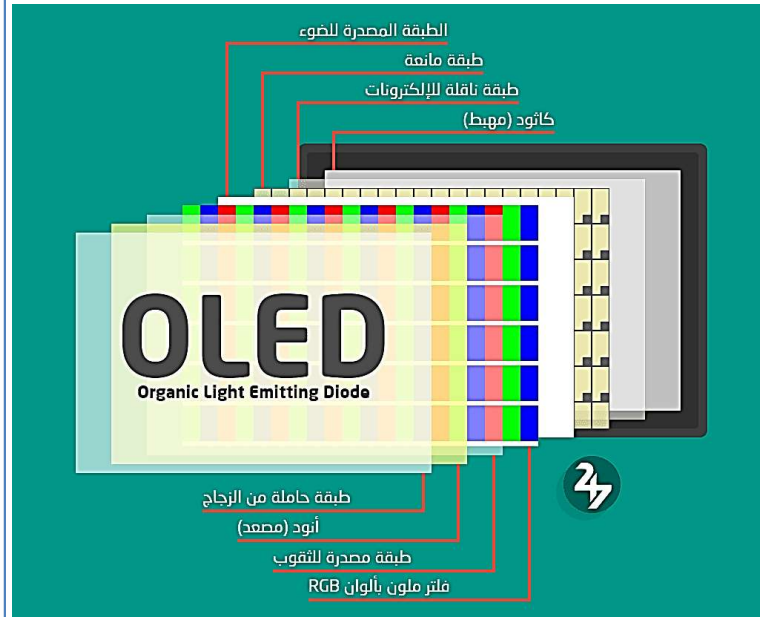 الطبقة المصدرة للضوء
طبقة مانعة
طبقة ناقلة للإلكترونات
كاثود (مهبط)
OLED
Organic Light Emitting Diode
24
طبقة حاملة من الزجاج
أنود (مصعد)
طبقة مصدرة للثقوب
فلتر ملون بألوان RGB